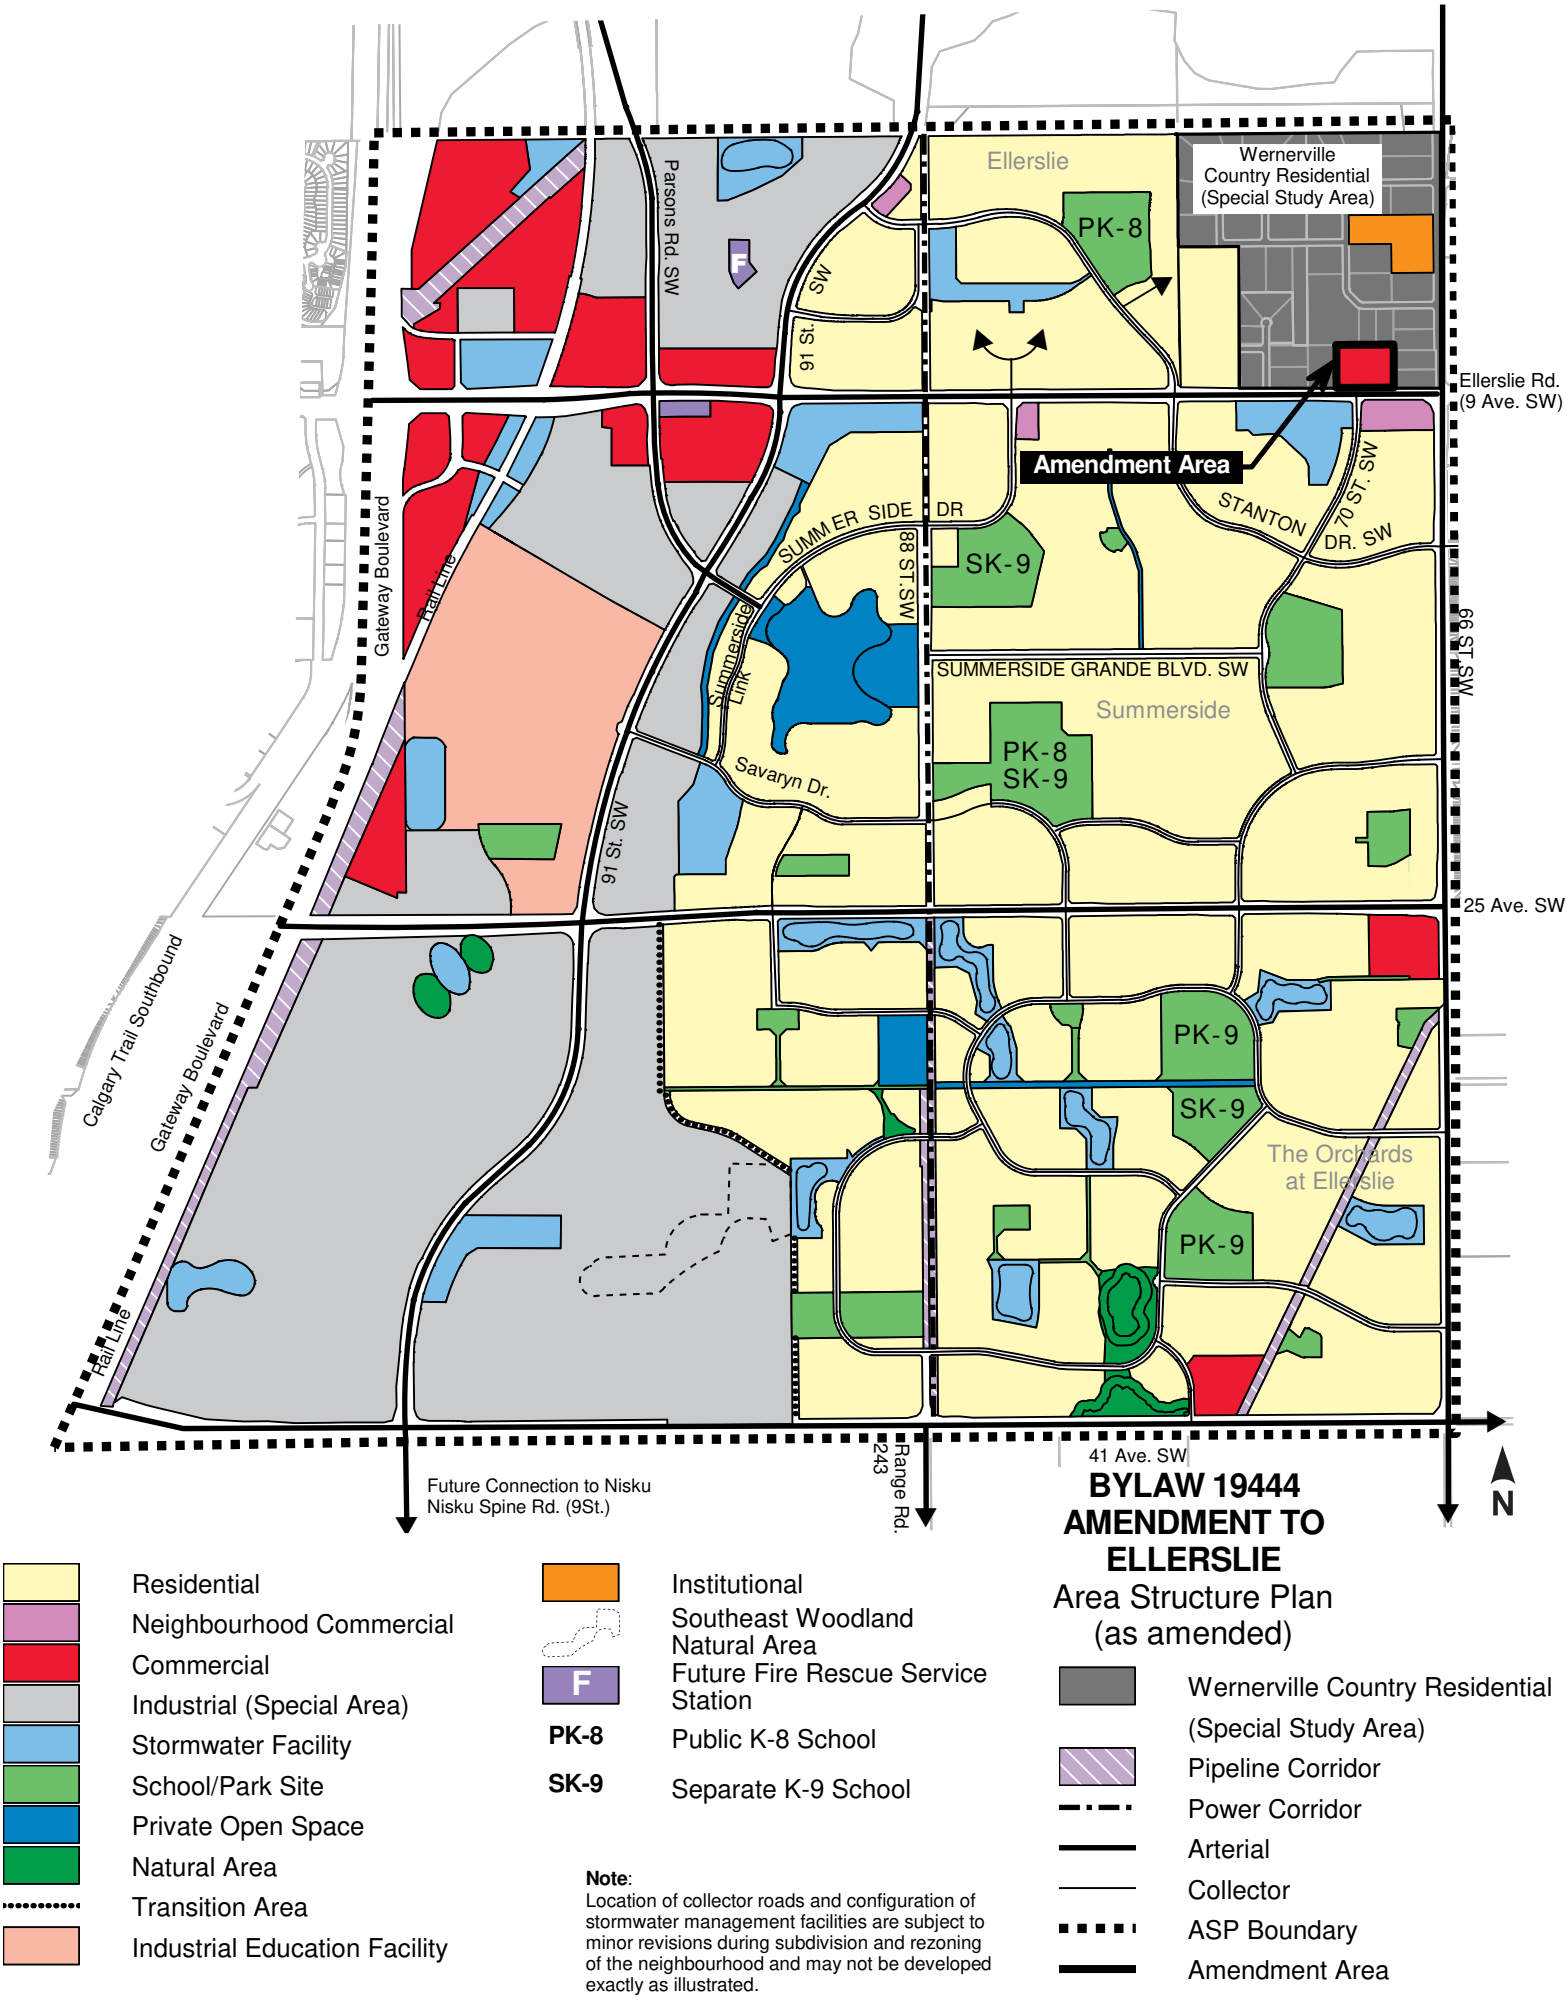 Ellerslie
Wernerville
Country Residential
(Special Study Area)
PK-8
Parsons Rd. SW
F
SW
91 St.
Ellerslie Rd.
(9 Ave. SW)
Amendment Area
SUMM ER SIDE DR
STANTON
DR. SW
70 ST. SW
88 ST.SW
SK-9
Gateway Boulevard
Rail Line
Summerside
Link
66 ST. SW
SUMMERSIDE GRANDE BLVD. SW
Summerside
PK-8
SK-9
Savaryn Dr.
91 St. SW
25 Ave. SW
Calgary Trail Southbound
Gateway Boulevard
PK-9
SK-9
The Orchards
at Ellerslie
PK-9
Rail Line
41 Ave. SW
Range Rd.
243
Future Connection to Nisku
Nisku Spine Rd. (9St.)
N
BYLAW 19444
AMENDMENT TO
ELLERSLIE
Area Structure Plan
(as amended)
Residential
Neighbourhood Commercial
Commercial
Industrial (Special Area)
Stormwater Facility
School/Park Site
Private Open Space
Natural Area
Transition Area
Industrial Education Facility
Institutional
Southeast Woodland
Natural Area
F
Future Fire Rescue Service
Station
PK-8 Public K-8 School
SK-9 Separate K-9 School
Note:
Location of collector roads and configuration of
stormwater management facilities are subject to
minor revisions during subdivision and rezoning
of the neighbourhood and may not be developed
exactly as illustrated.
Wernerville Country Residential
(Special Study Area)
Pipeline Corridor
Power Corridor
Arterial
Collector
ASP Boundary
Amendment Area